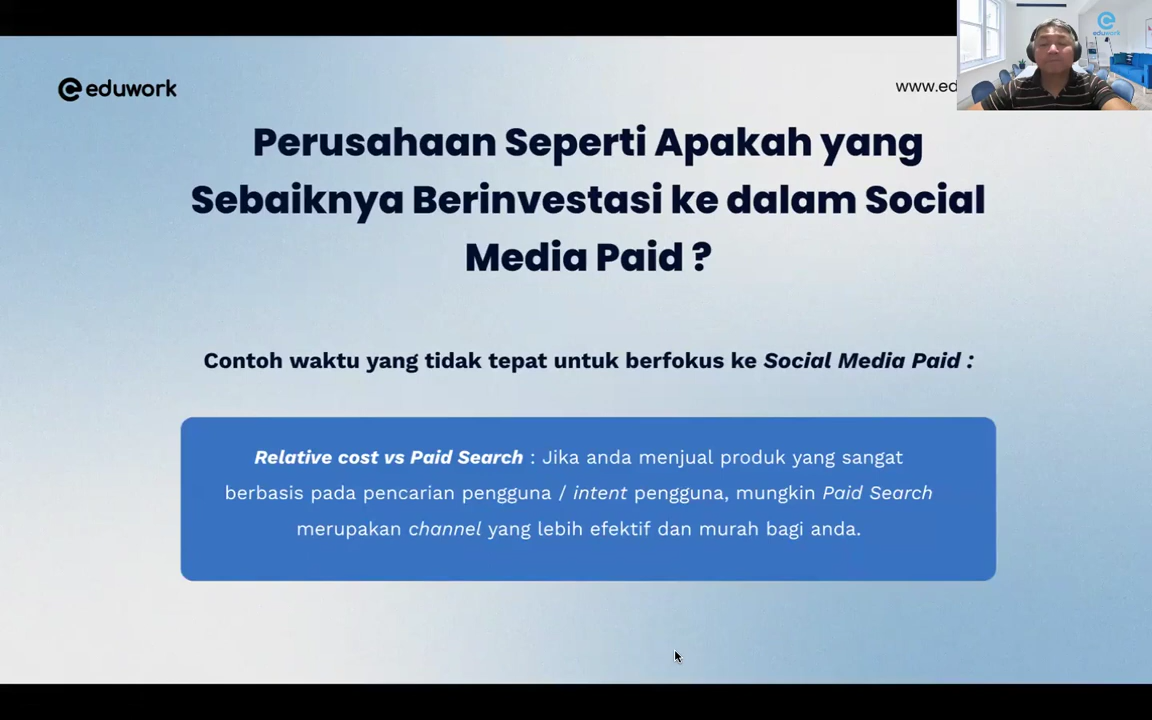 eduwork
www.ed
eduwork
Perusahaan Seperti Apakah yang
Sebaiknya Berinvestasi ke dalam Social
Media Paid ?
Contoh waktu yang tidak tepat untuk berfokus ke Social Media Paid :
Relative cost vs Paid Search : Jika anda menjual produk yang sangat
berbasis pada pencarian pengguna / intent pengguna, mungkin Paid Search
merupakan channel yang lebih efektif dan murah bagi anda.